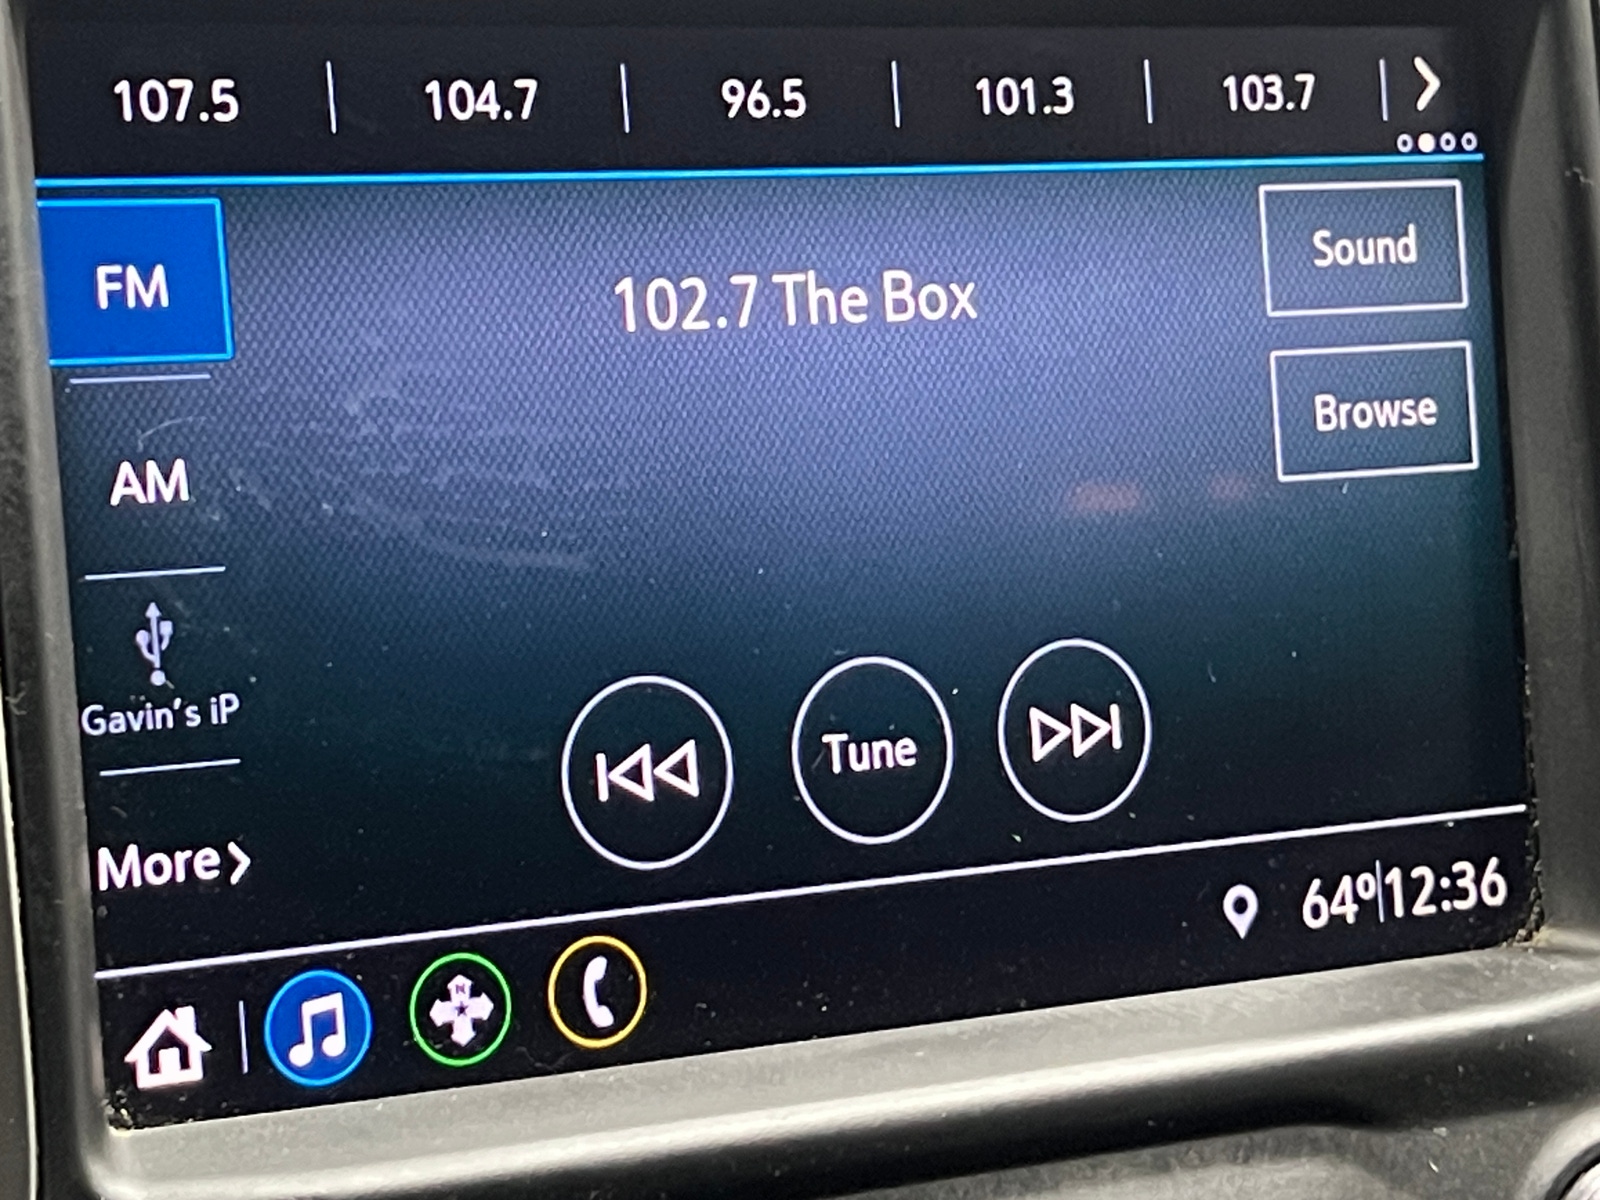 107.5 | 104.7 | 96.5 | 101.3 | 103.7 |
FM
102.7 The Box
Sound
Browse
AM
Gavin's iP
Tune
More
64º|12:36
N